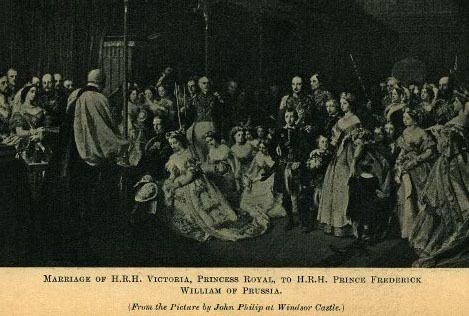 Marriage of H.R.H. Victoria, Princess Royal, to H.R.H. Prince Frederick
William of Prussia.
(From the Picture by John Philip at Windsor Castle.)